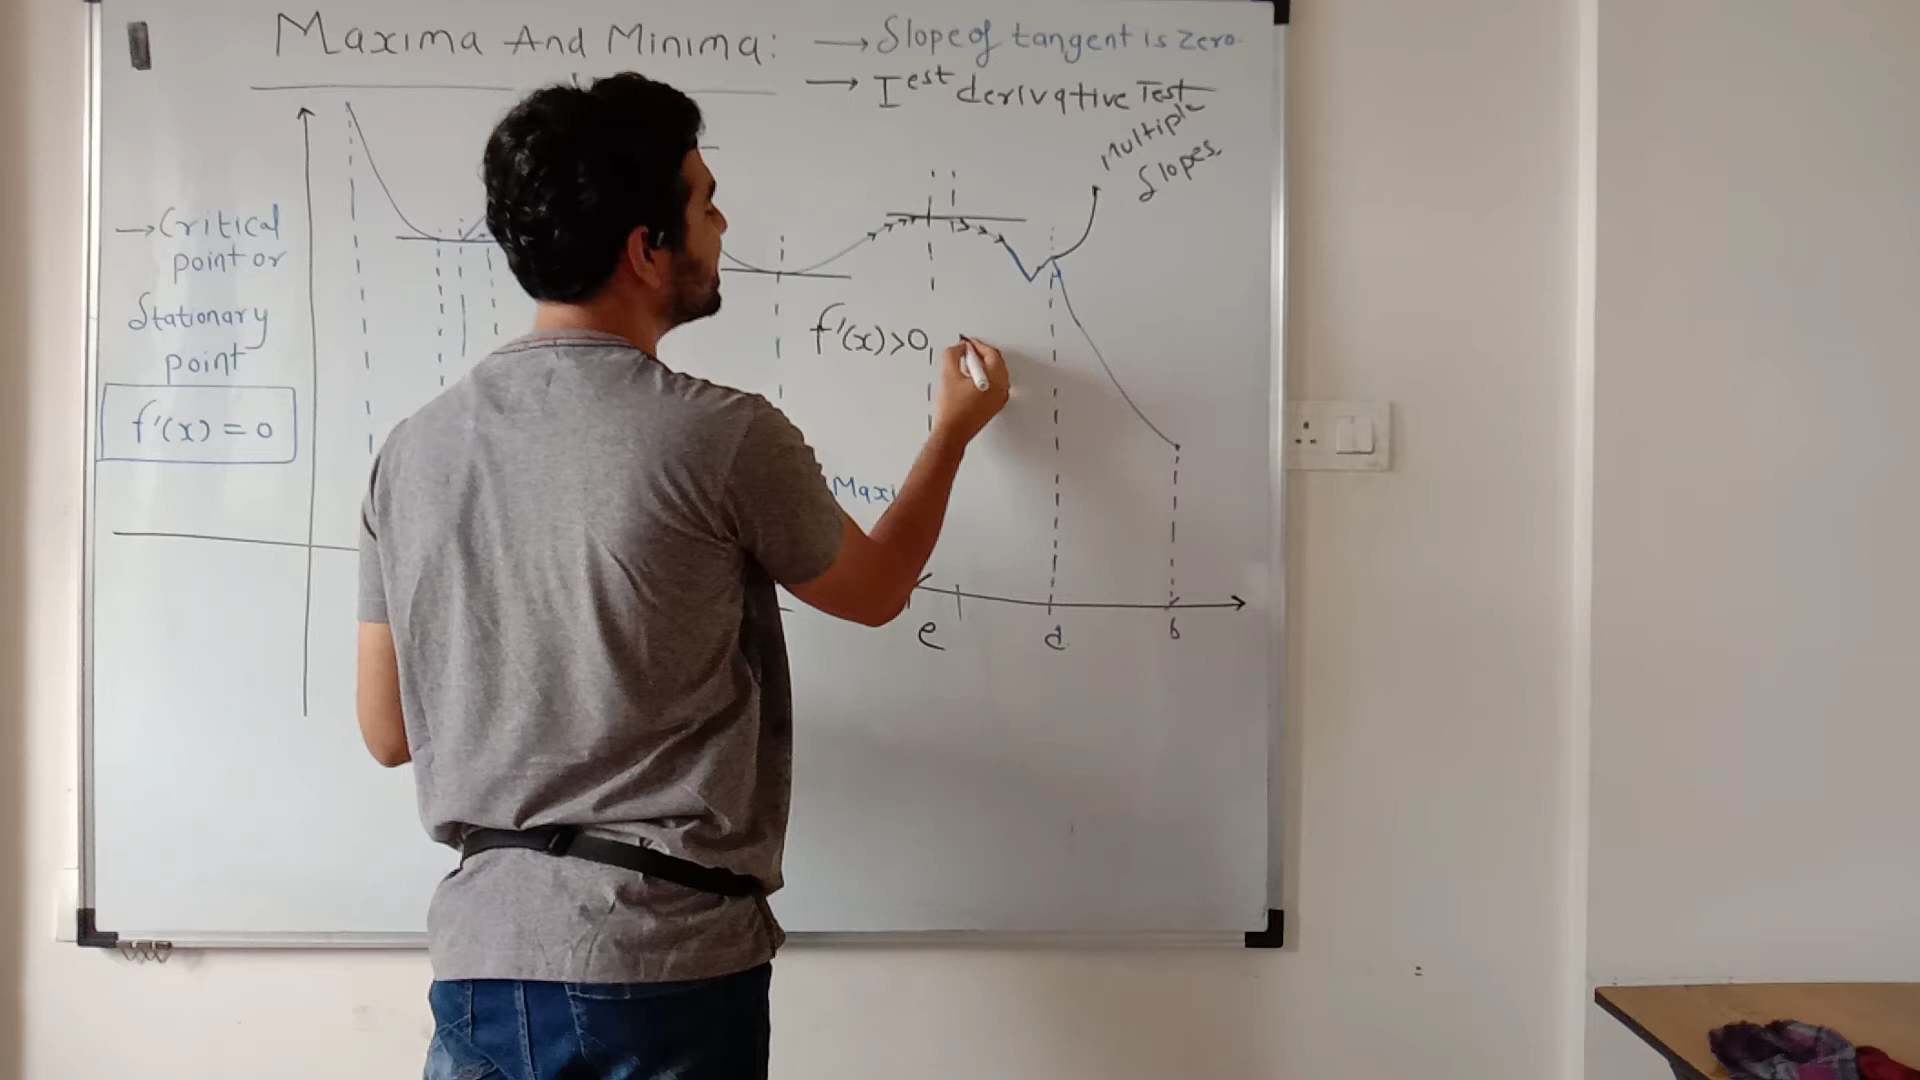 Maxima And Minima:
→ Slope of tangent is Zero.
→ Iest derivative Test
Multiple
Slopes.
→ Critical
point or
Stationary
point
f'(x) = 0
f'(x) > 0
e
d
b